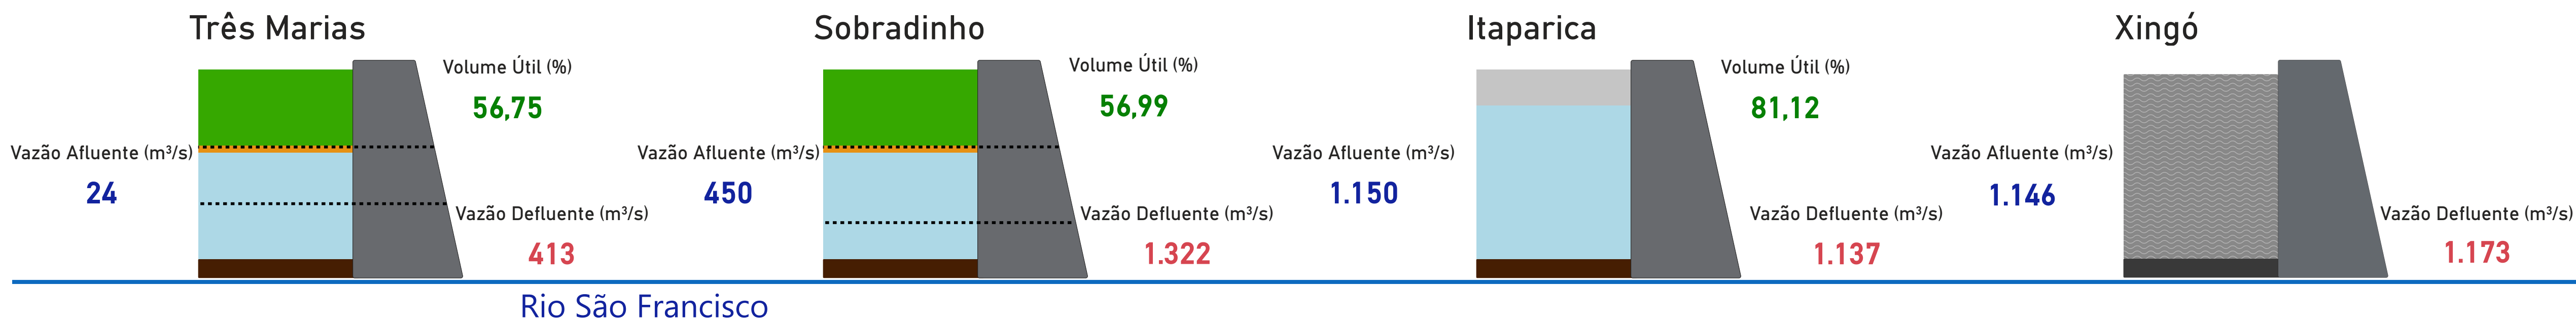 Três Marias
Volume Útil (%)
56,75
Vazão Afluente (m³/s)
24
Vazão Defluente (m³/s)
413
Sobradinho
Volume Útil (%)
56,99
Vazão Afluente (m³/s)
450
Vazão Defluente (m³/s)
1.322
Itaparica
Volume Útil (%)
81,12
Vazão Afluente (m³/s)
1.150
Vazão Defluente (m³/s)
1.137
Xingó
Vazão Afluente (m³/s)
1.146
Vazão Defluente (m³/s)
1.173
Rio São Francisco